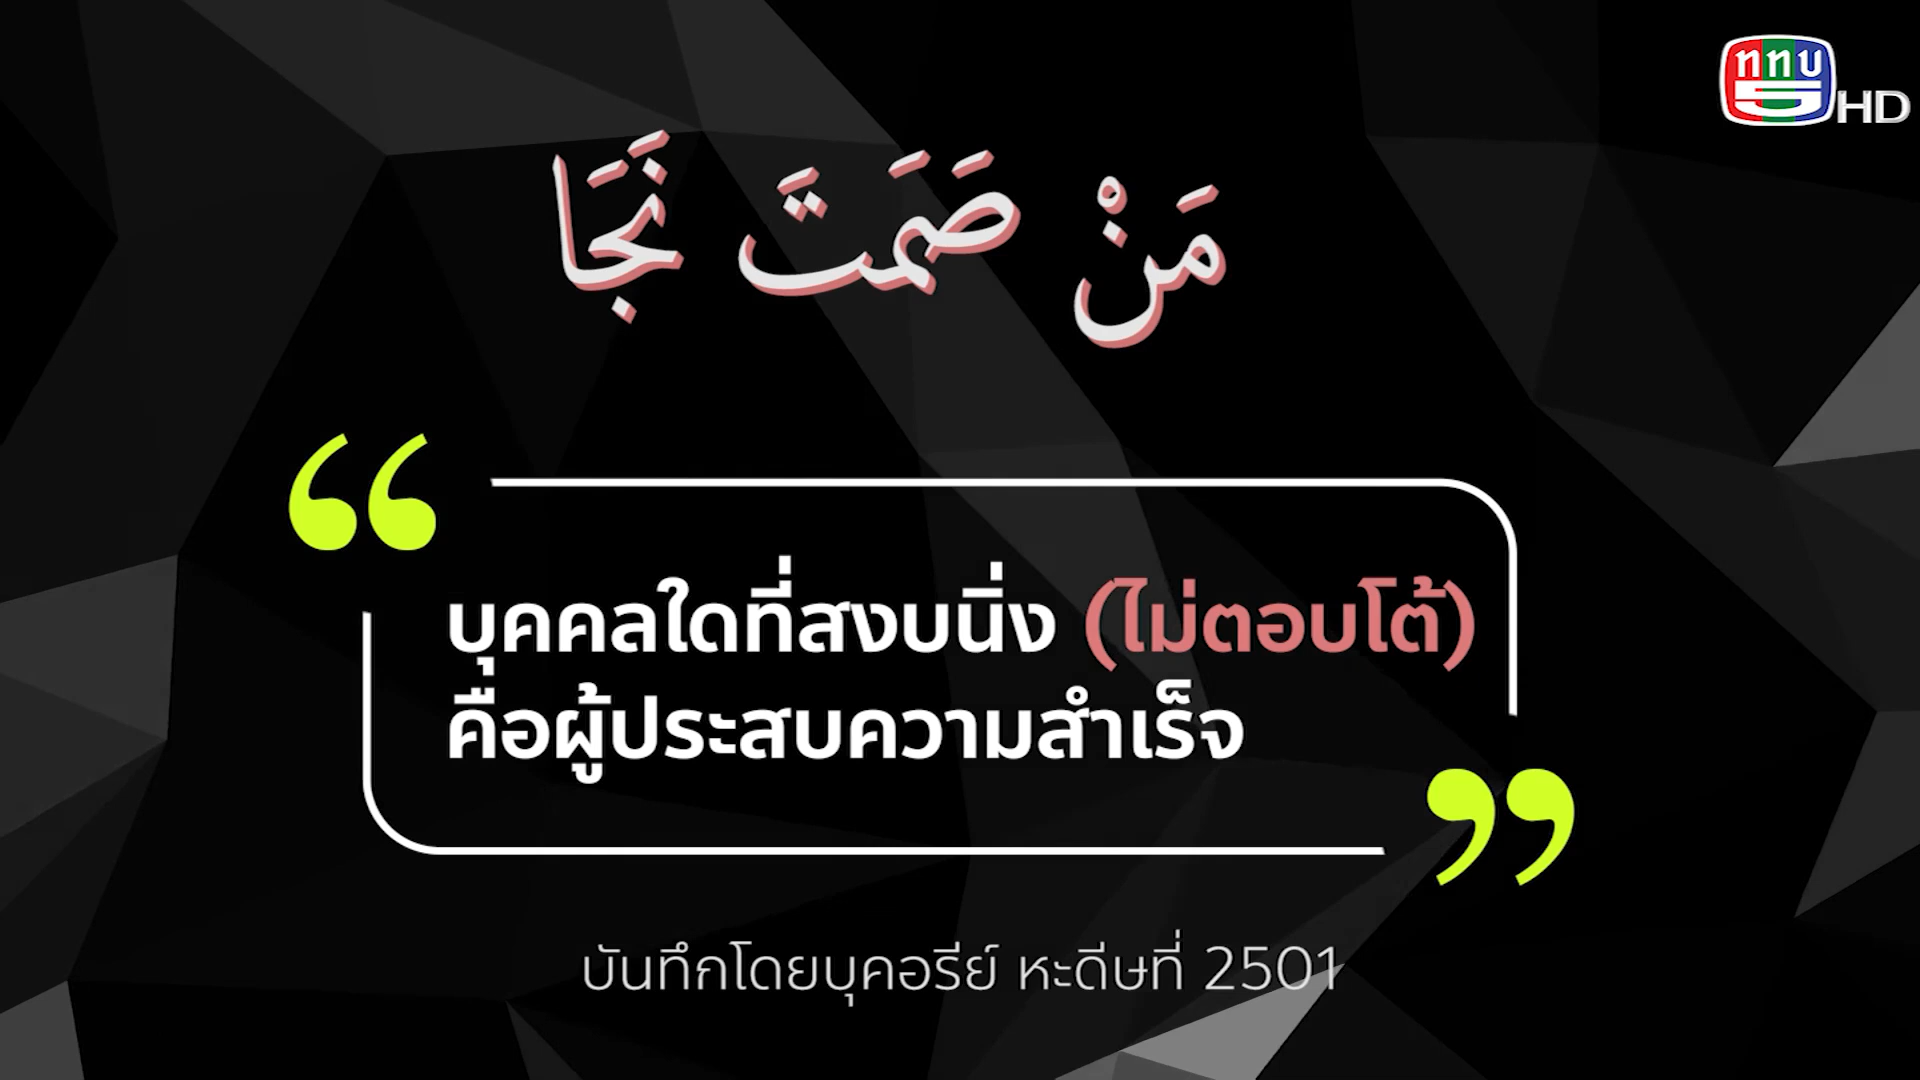 ททบ
5HD
مَنْ صَمَتَ نَجَا
“
บุคคลใดที่สงบนิ่ง (ไม่ตอบโต้)
คือผู้ประสบความสำเร็จ
”
บันทึกโดยบุคอรีย์ หะดีษที่ 2501